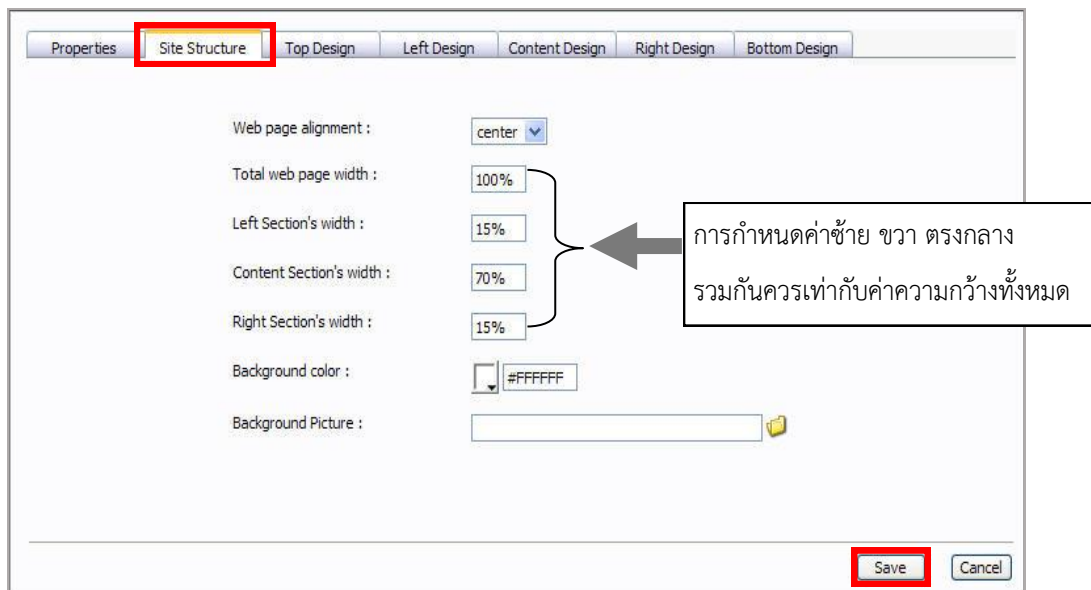 Properties Site Structure Top Design Left Design Content Design Right Design Bottom Design
Web page alignment : center
Total web page width : 100%
Left Section's width : 15%
Content Section's width : 70%
Right Section's width : 15%
Background color : #FFFFFF
Background Picture :
การกำหนดค่าซ้าย ขวา ตรงกลาง
รวมกันควรเท่ากับค่าความกว้างทั้งหมด
Save Cancel